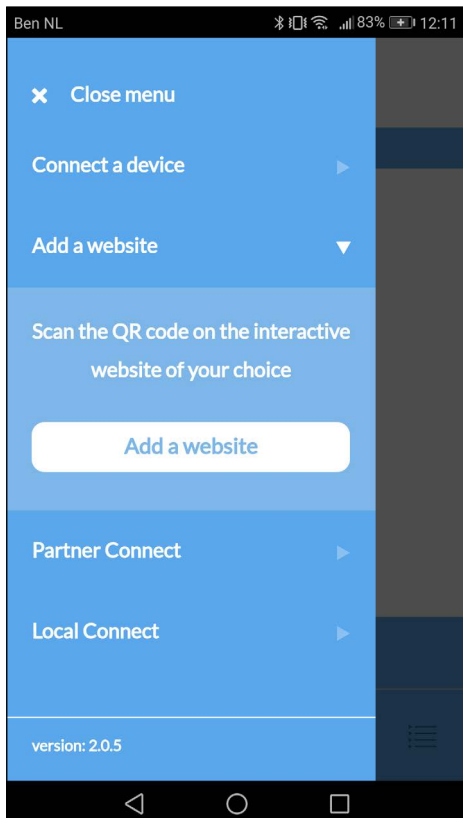 Ben NL 83% 12:11
Close menu
Connect a device
Add a website
Scan the QR code on the interactive
website of your choice
Add a website
Partner Connect
Local Connect
version: 2.0.5